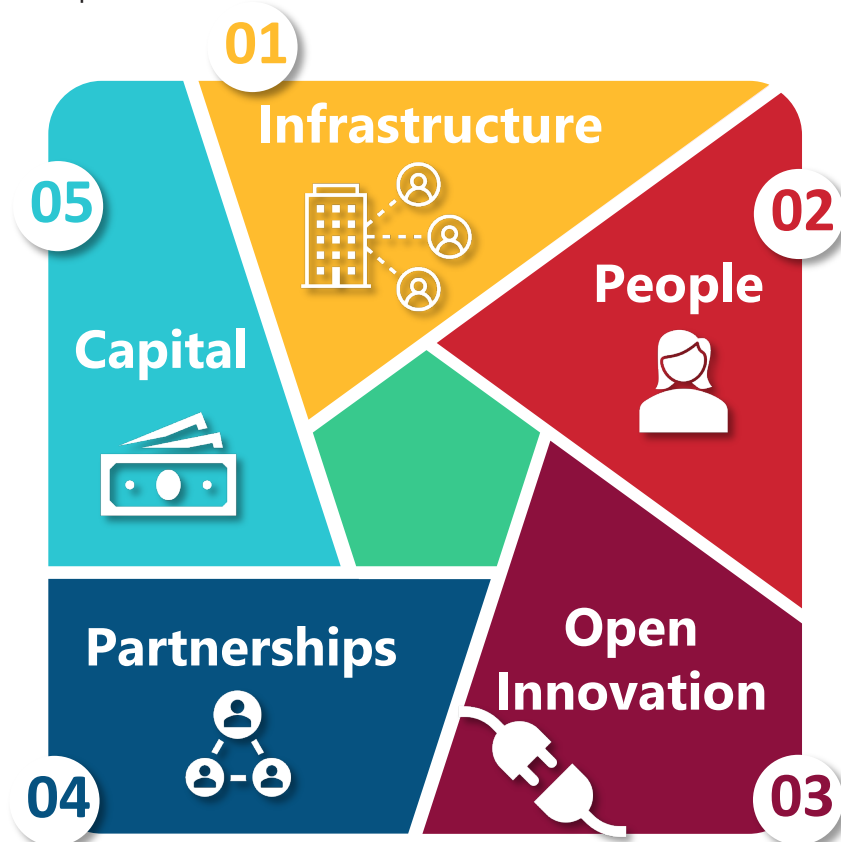 01
Infrastructure
02
People
03
Open
Innovation
04
Partnerships
05
Capital